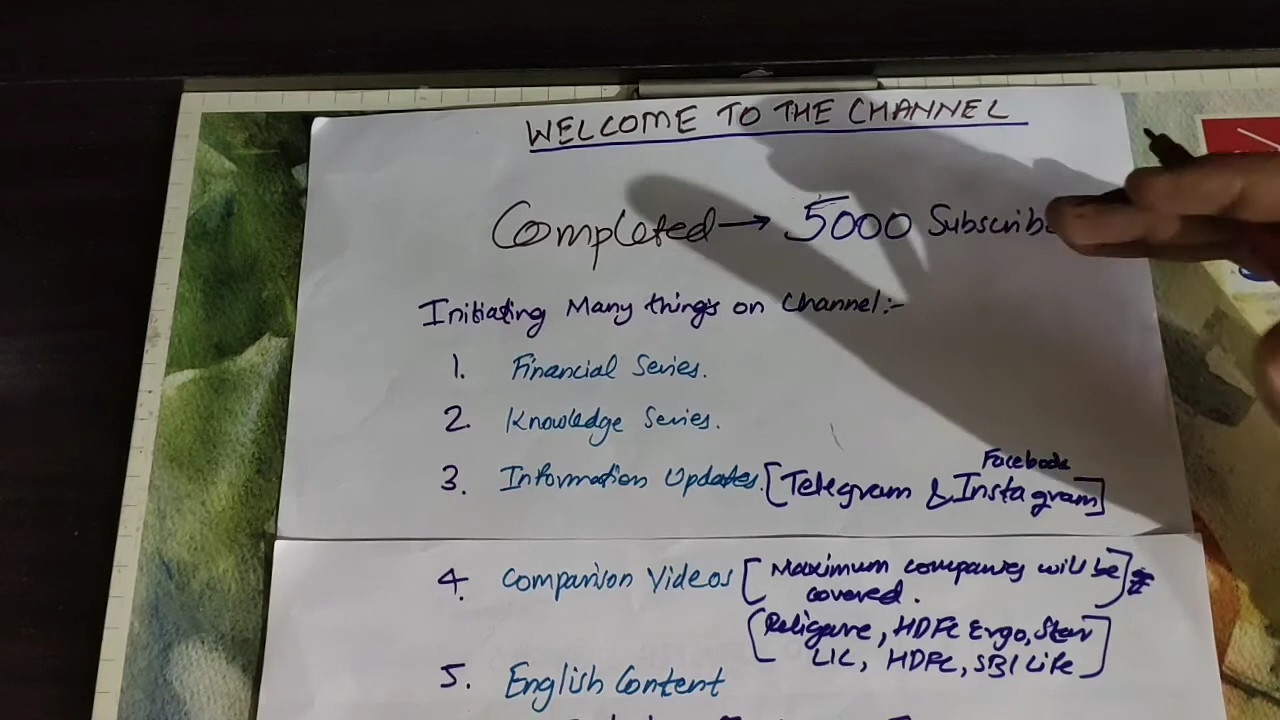 WELCOME TO THE CHANNEL
Completed → 5000 Subscribe
Initiating Many things on Channel:-
1. Financial Series.
2. Knowledge Series.
3. Information Updates. [Telegram & Instagram]
Facebook
4. Comparison Videos [Maximum companies will be
covered.]
[Religare, HDFC Ergo, Star
LIC, HDFC, SBI Life]
5. English Content